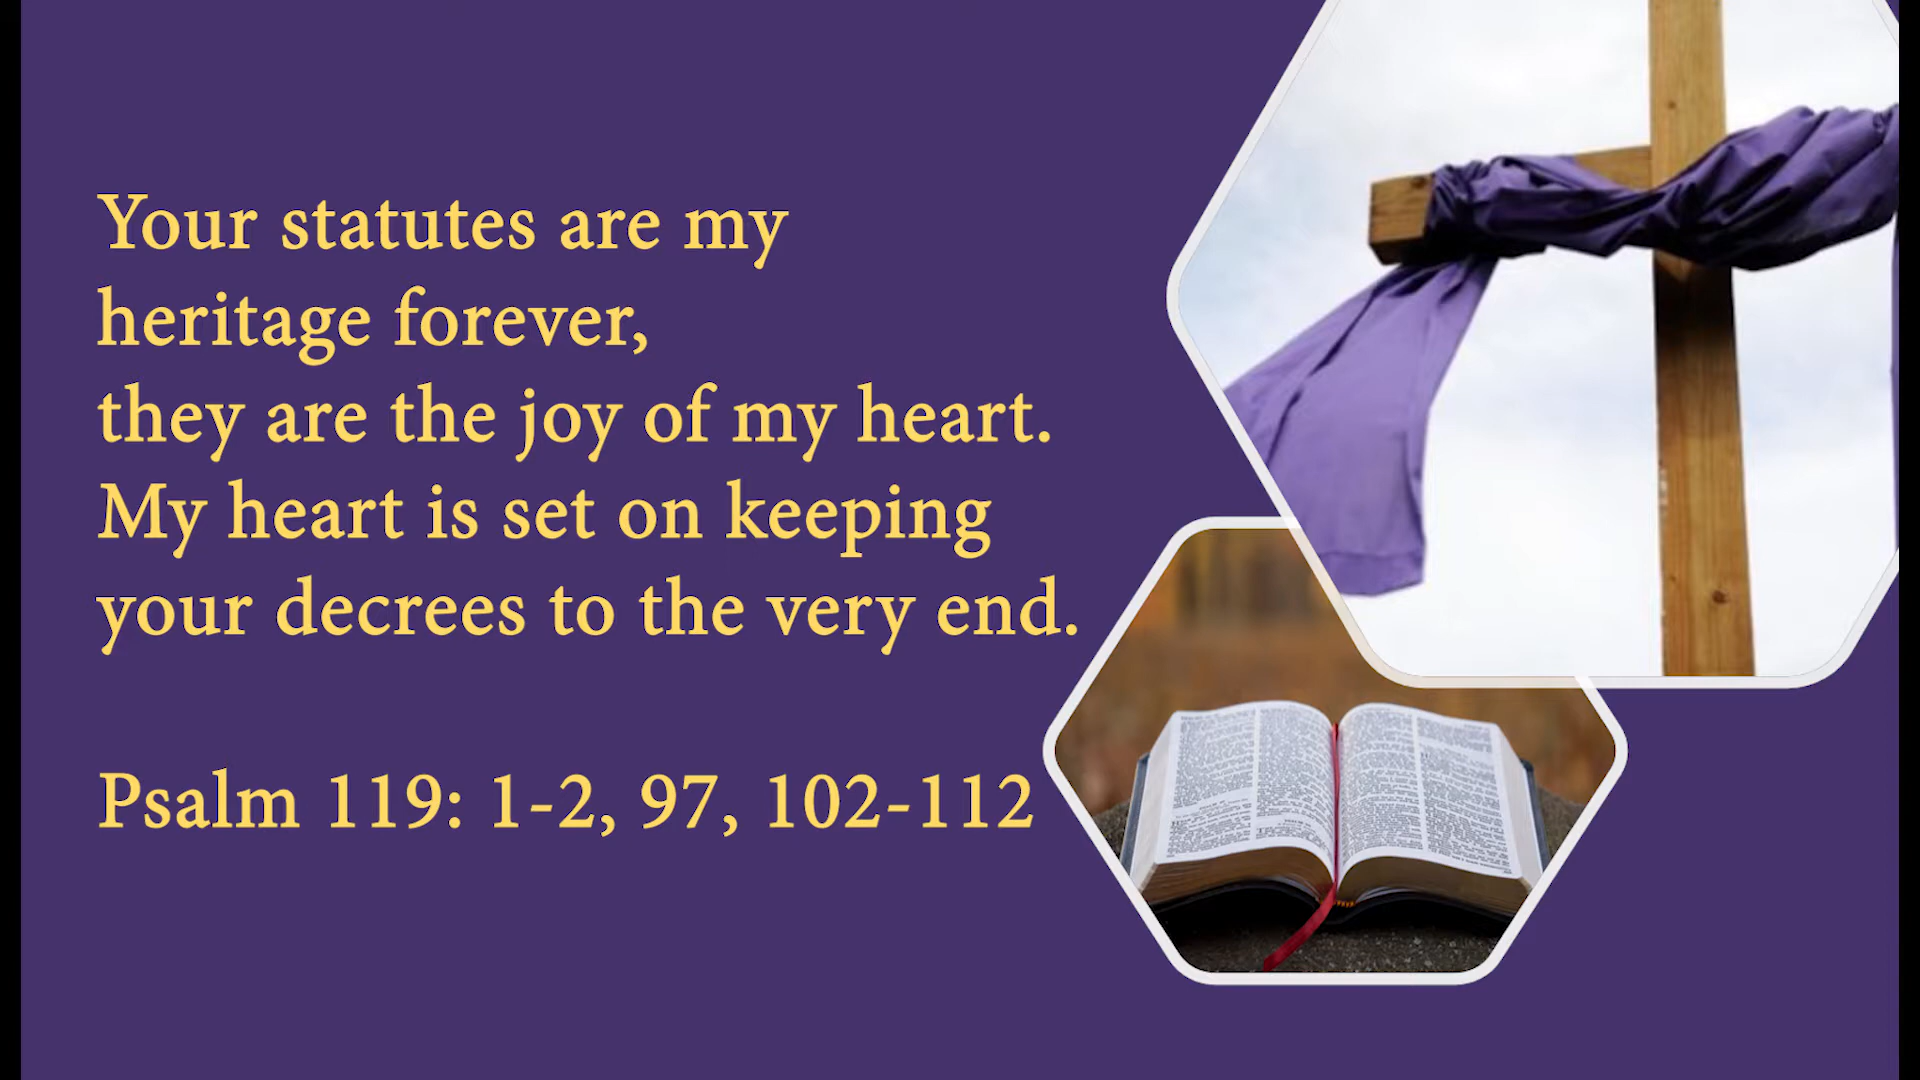 Your statutes are my
heritage forever,
they are the joy of my heart.
My heart is set on keeping
your decrees to the very end.
Psalm 119: 1-2, 97, 102-112